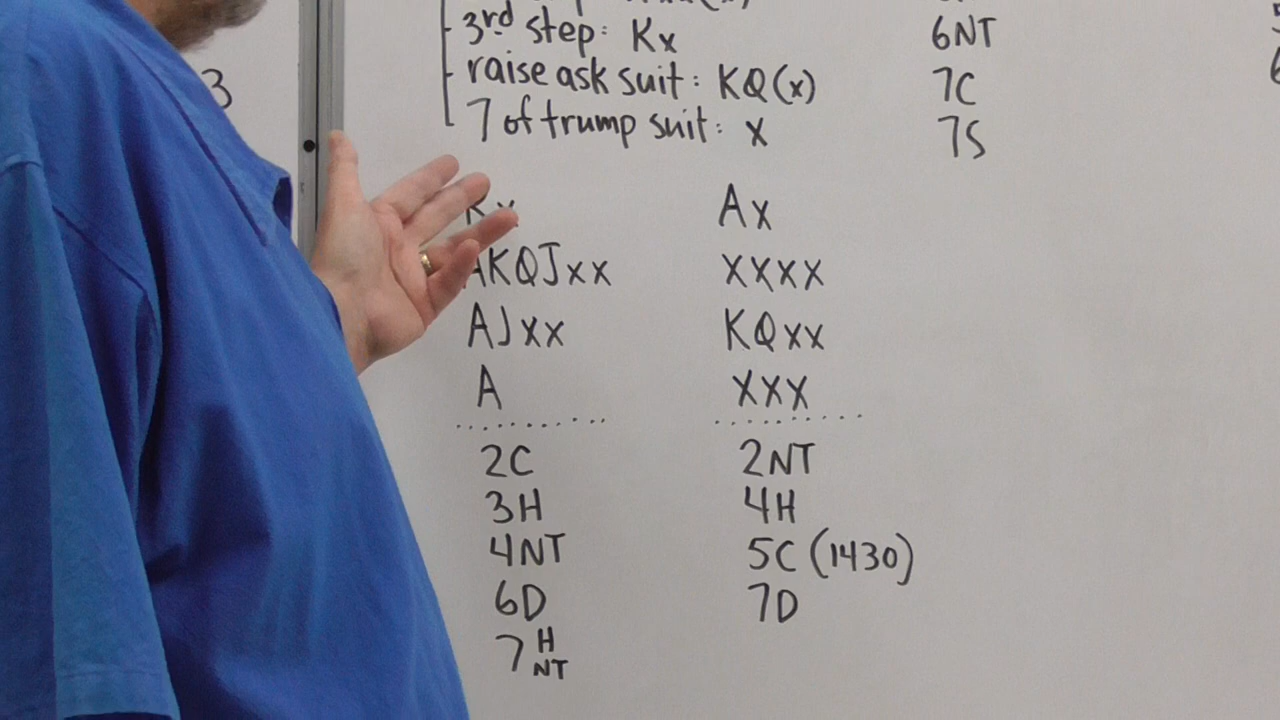 3rd step: Kx 6NT
raise ask suit: KQ(x) 7C
7 of trump suit: x 7S
3
Kx Ax
AKQJxx xxxx
AJxx KQxx
A xxx
2C 2NT
3H 4H
4NT 5C (1430)
6D 7D
7 H
NT